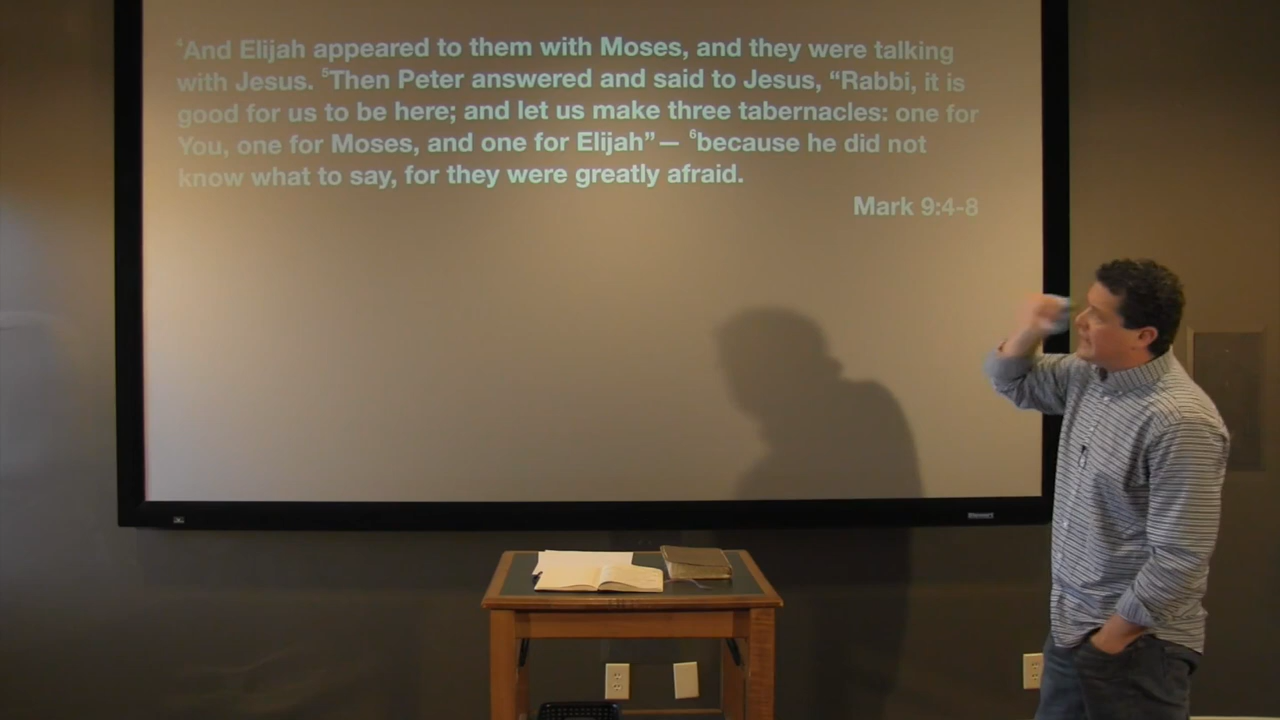 ⁴And Elijah appeared to them with Moses, and they were talking
with Jesus. ⁵Then Peter answered and said to Jesus, “Rabbi, it is
good for us to be here; and let us make three tabernacles: one for
You, one for Moses, and one for Elijah”— ⁶because he did not
know what to say, for they were greatly afraid.
Mark 9:4-8
Stewart